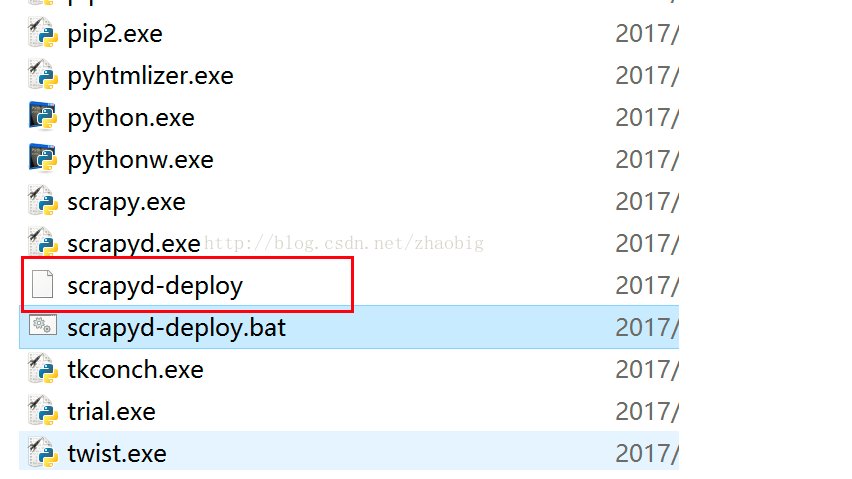 pip2.exe 2017/
pyhtmlizer.exe 2017/
python.exe 2017/
pythonw.exe 2017/
scrapy.exe 2017/
scrapyd.exe http://blog.csdn.net/zhaobig 2017/
scrapyd-deploy 2017/
scrapyd-deploy.bat 2017/
tkconch.exe 2017/
trial.exe 2017/
twist.exe 2017/